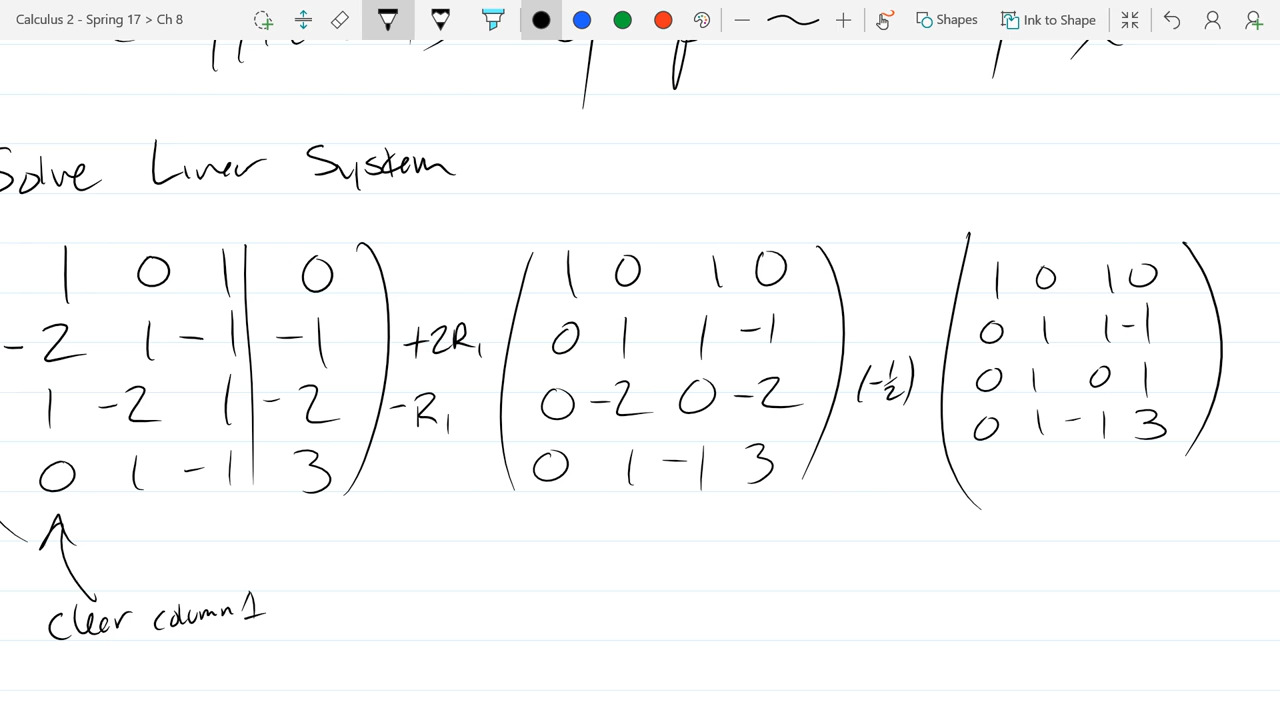 Calculus 2 - Spring 17 > Ch 8
Shapes
Ink to Shape
Solve Liner System
1 0 1 | 0
-2 1 -1 | -1
1 -2 1 | -2
0 1 -1 | 3
+2R₁
-R₁
1 0 1 0
0 1 1 -1
0 -2 0 -2
0 1 -1 3
(-½)
1 0 1 0
0 1 1 -1
0 1 0 1
0 1 -1 3
Clear column 1